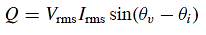 Q = V_rms I_rms sin(θ_v − θ_i)